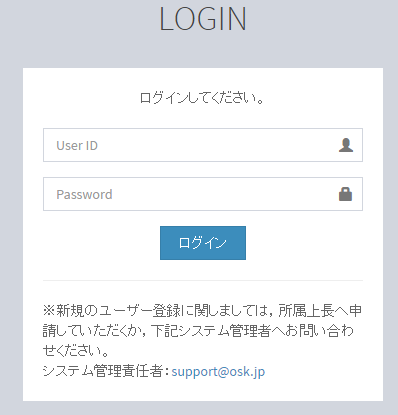 LOGIN
ログインしてください。
User ID
Password
ログイン
※新規のユーザー登録に関しましては，所属上長へ申
請していただくか，下記システム管理者へお問い合わ
せください。
システム管理責任者：support@osk.jp